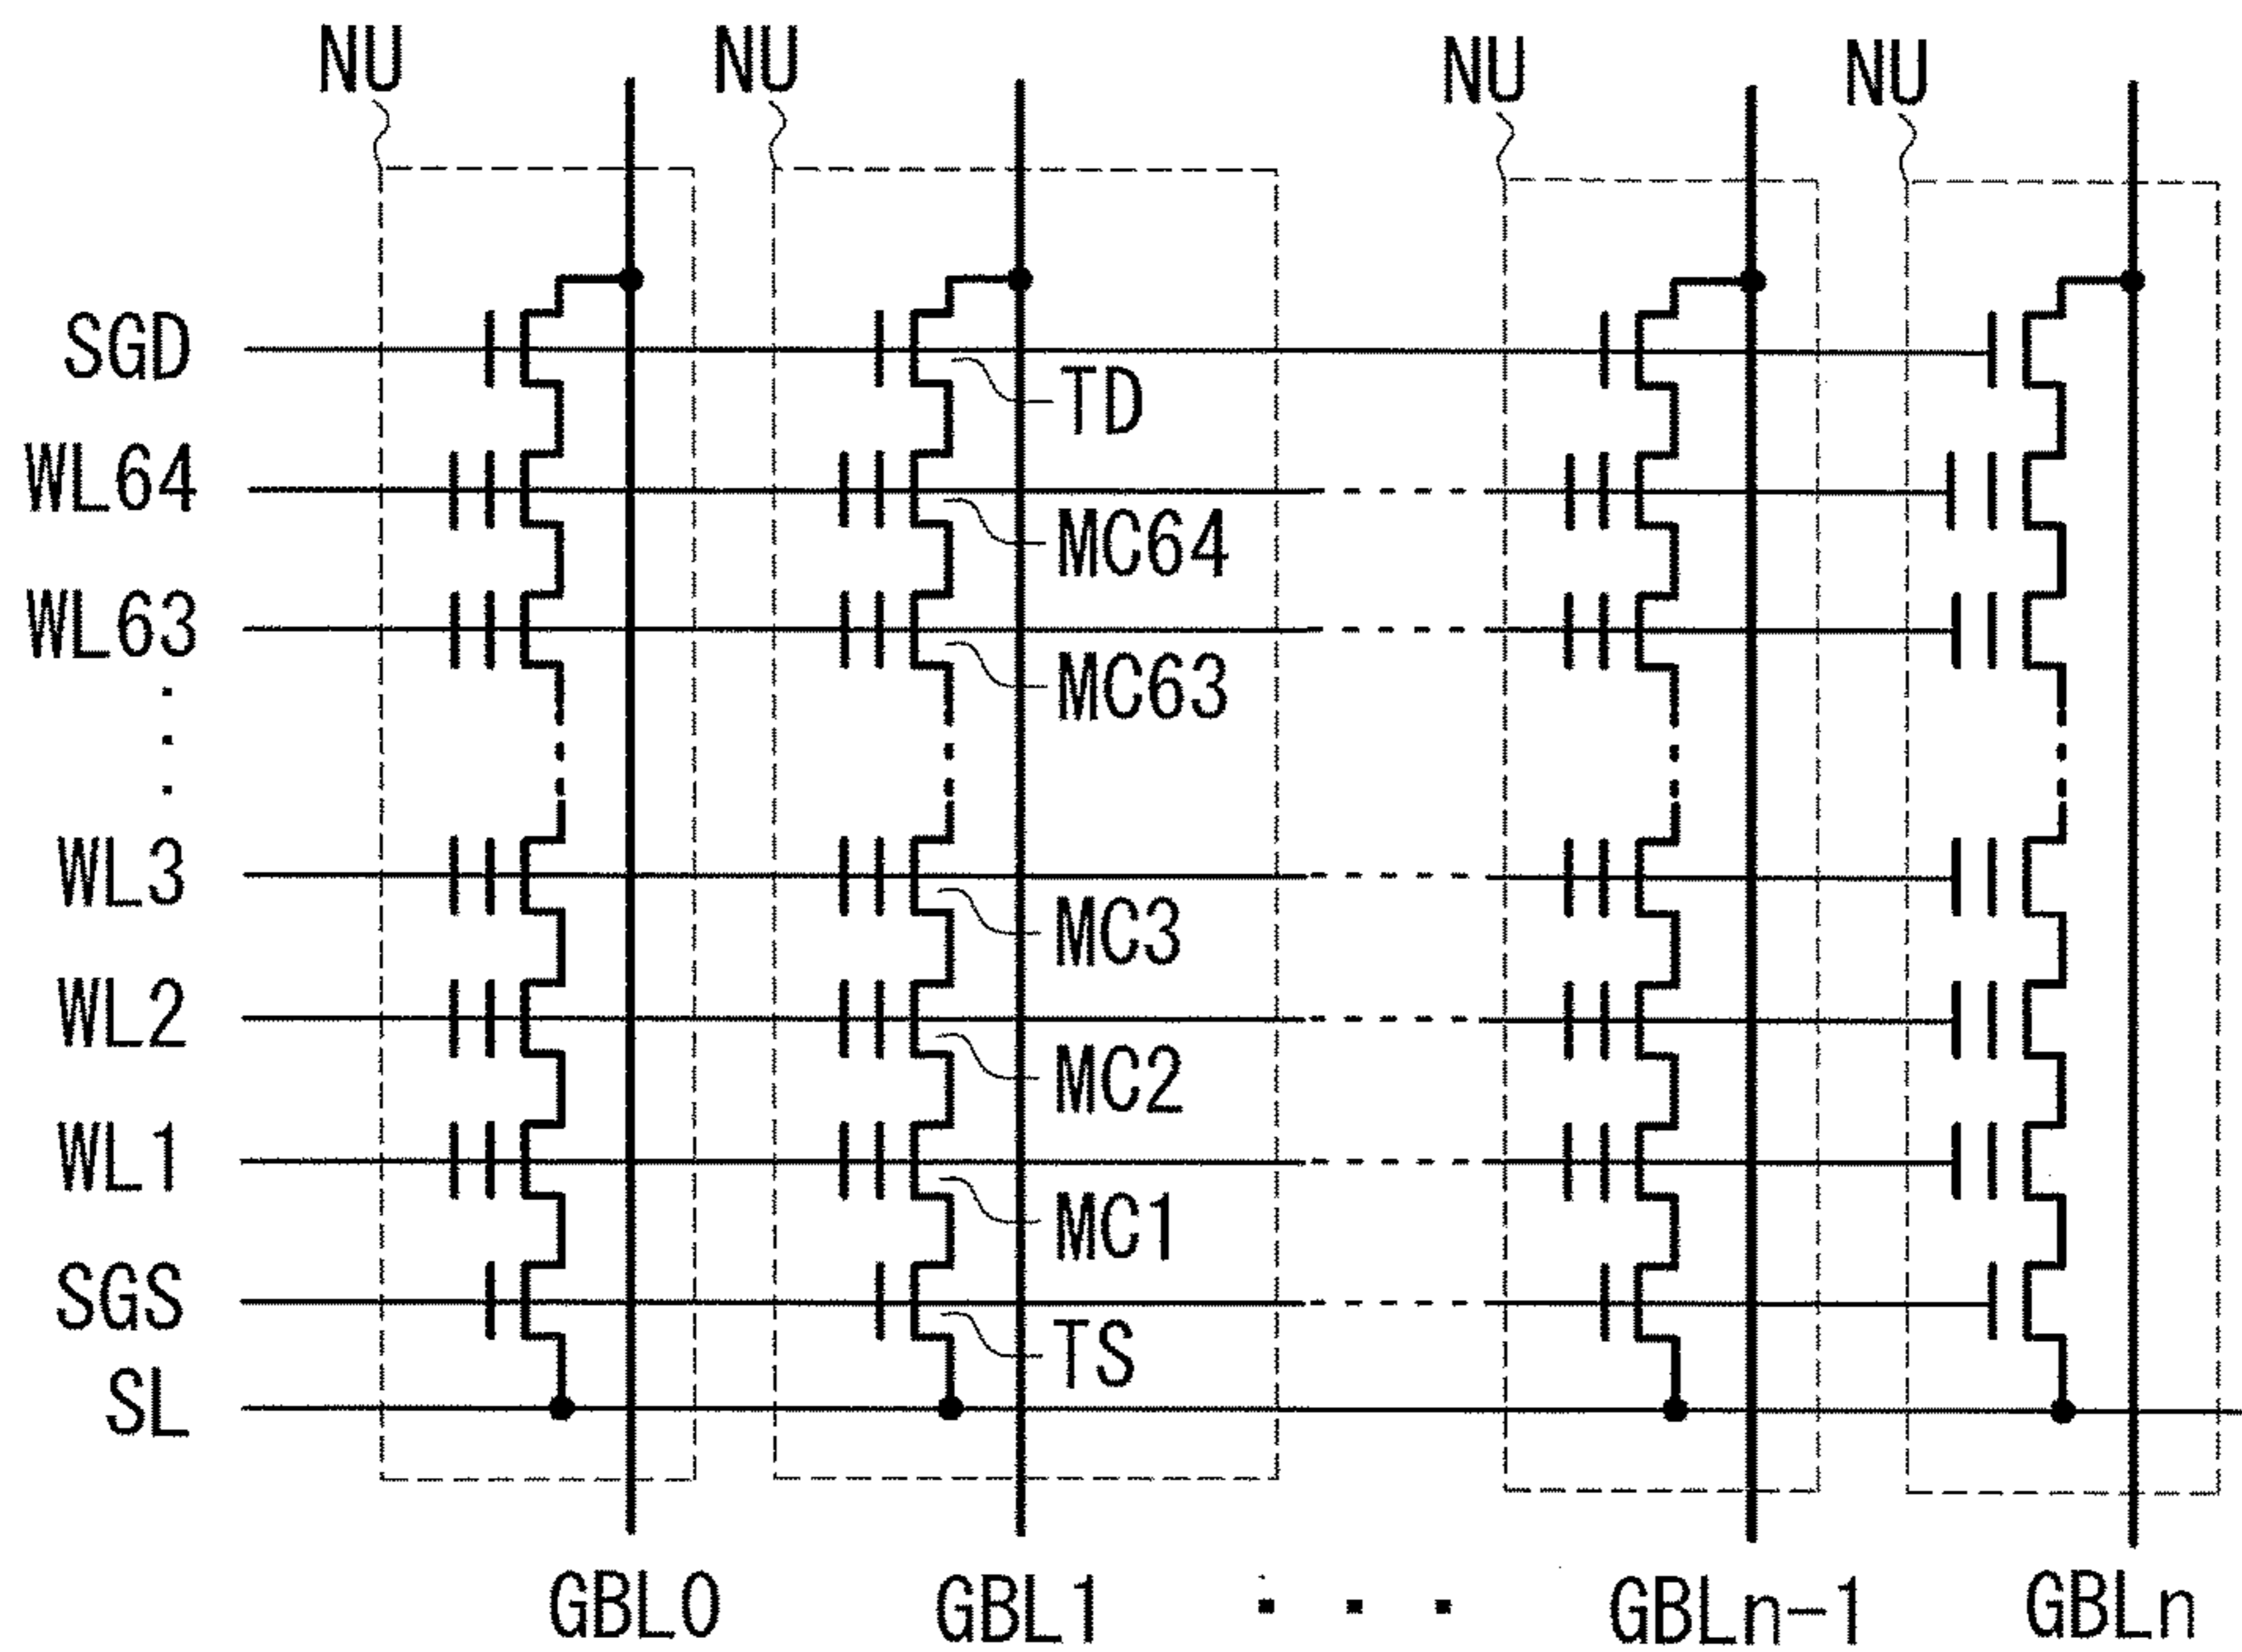 NU NU NU NU
SGD
TD
WL64
MC64
WL63
MC63
WL3
MC3
WL2
MC2
WL1
MC1
SGS
TS
SL
GBL0 GBL1 ··· GBLn-1 GBLn